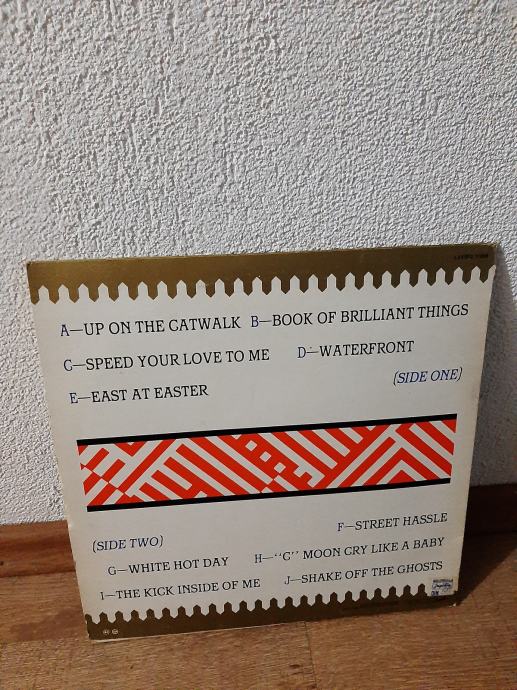 A—UP ON THE CATWALK B—BOOK OF BRILLIANT THINGS
C—SPEED YOUR LOVE TO ME D—WATERFRONT
E—EAST AT EASTER (SIDE ONE)
F—STREET HASSLE
(SIDE TWO)
G—WHITE HOT DAY H—"C" MOON CRY LIKE A BABY
I—THE KICK INSIDE OF ME J—SHAKE OFF THE GHOSTS